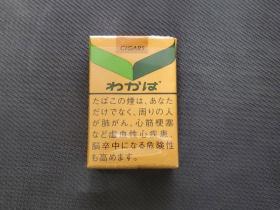 CIGARS
わかば
たばこの煙は、あなた
だけでなく、周りの人
が肺がん、心筋梗塞
など虚血性心疾患、
脳卒中になる危険性
も高めます。